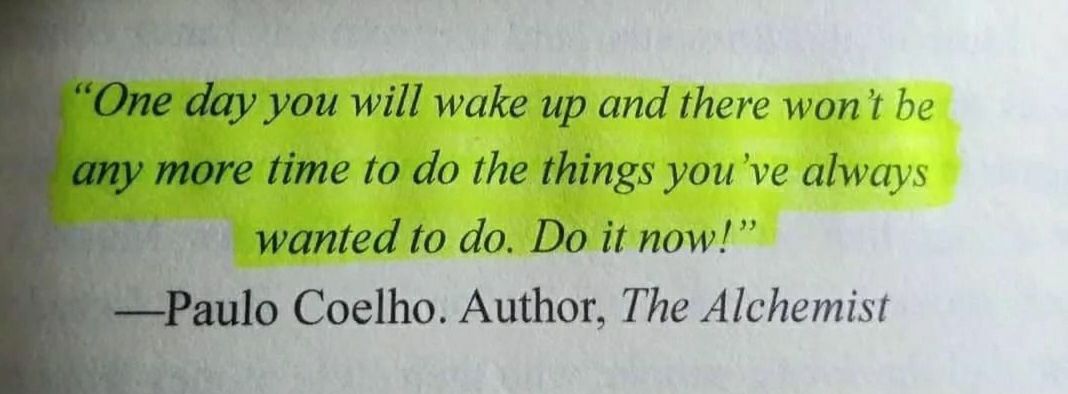 “One day you will wake up and there won’t be
any more time to do the things you’ve always
wanted to do. Do it now!”
—Paulo Coelho. Author, The Alchemist